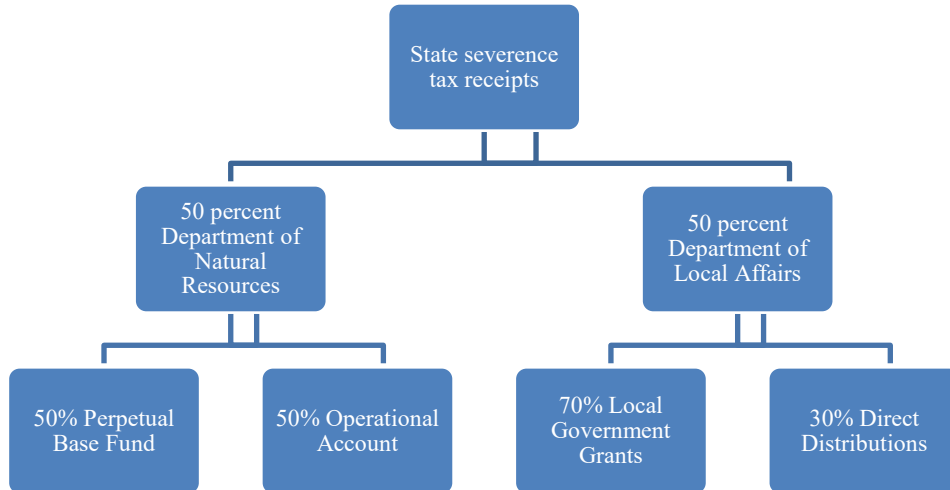 State severence
tax receipts
50 percent
Department of
Natural
Resources
50 percent
Department of
Local Affairs
50% Perpetual
Base Fund
50% Operational
Account
70% Local
Government
Grants
30% Direct
Distributions